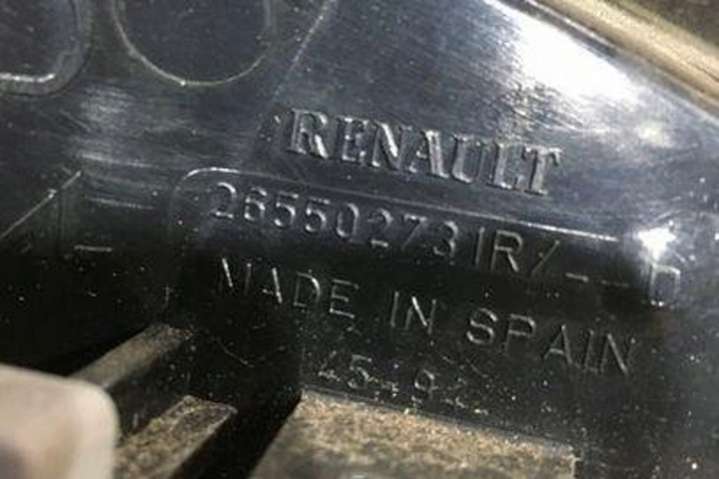 RENAULT
265502731R/---D
MADE IN SPAIN